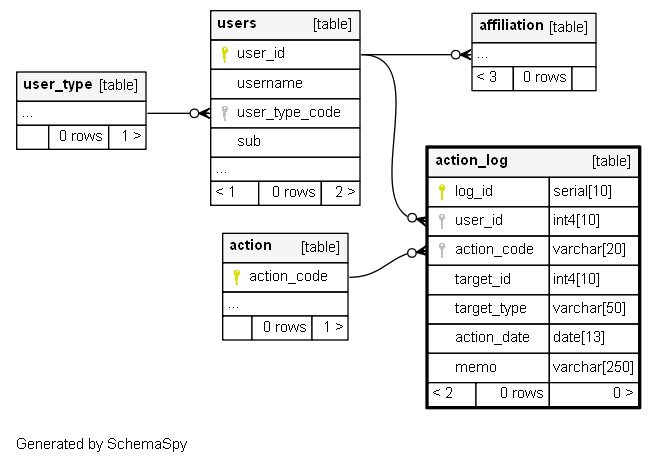 users [table]
user_id
username
user_type_code
sub
...
< 1 0 rows 2 >
affiliation [table]
...
< 3 0 rows
user_type [table]
...
0 rows 1 >
action_log [table]
log_id serial[10]
user_id int4[10]
action_code varchar[20]
target_id int4[10]
target_type varchar[50]
action_date date[13]
memo varchar[250]
< 2 0 rows 0 >
action [table]
action_code
...
0 rows 1 >
Generated by SchemaSpy